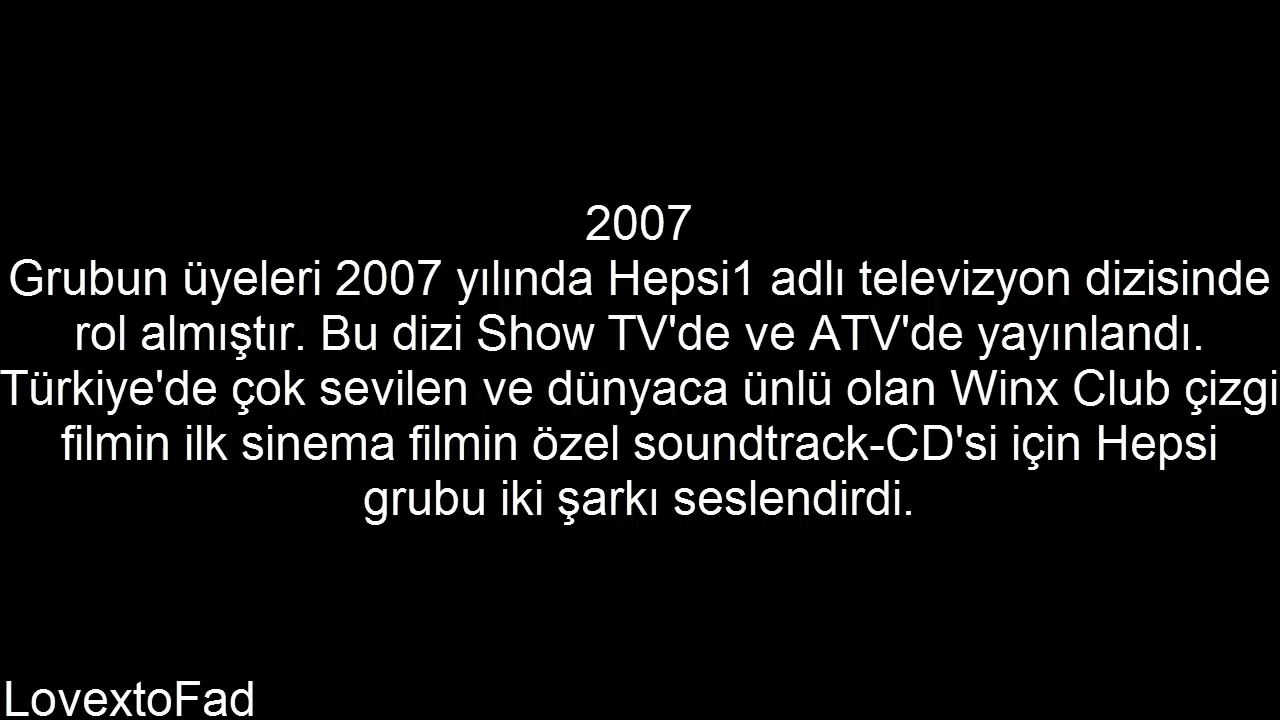 2007
Grubun üyeleri 2007 yılında Hepsi1 adlı televizyon dizisinde
rol almıştır. Bu dizi Show TV'de ve ATV'de yayınlandı.
Türkiye'de çok sevilen ve dünyaca ünlü olan Winx Club çizgi
filmin ilk sinema filmin özel soundtrack-CD'si için Hepsi
grubu iki şarkı seslendirdi.
LovextoFad